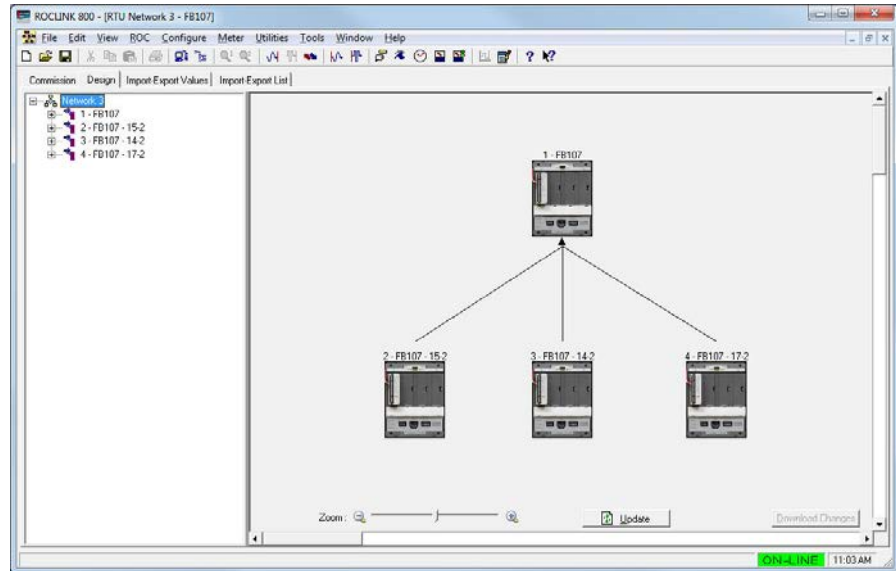 ROCLINK 800 - [RTU Network 3 - FB107]
File Edit View ROC Configure Meter Utilities Tools Window Help
Commission Design Import-Export Values Import-Export List
Network 3
1 - FB107
2 - FB107 - 15-2
3 - FB107 - 14-2
4 - FB107 - 17-2
1 - FB107
2 - FB107 - 15-2 3 - FB107 - 14-2 4 - FB107 - 17-2
Zoom: Update Download Changes
ON-LINE 11:03 AM